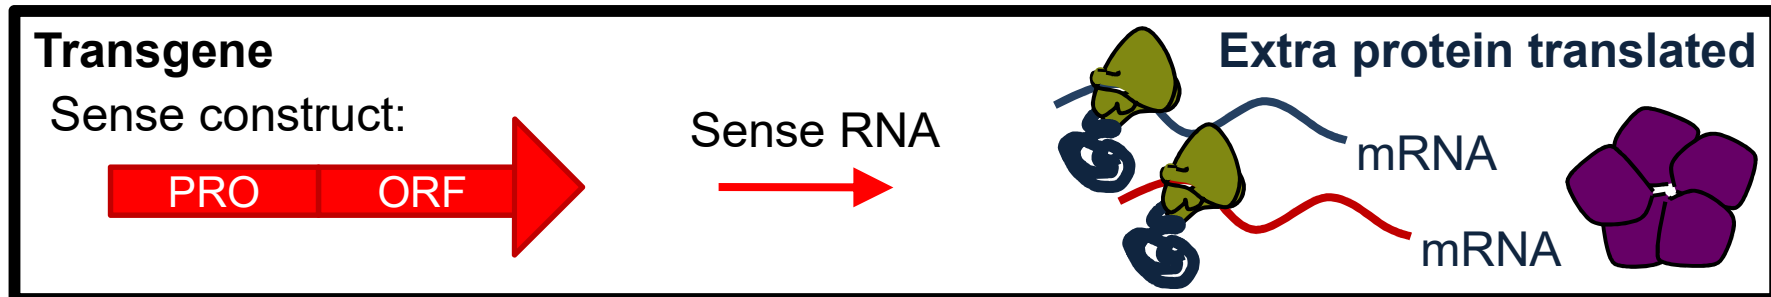 Transgene
Sense construct:
PRO ORF
Sense RNA
Extra protein translated
mRNA
mRNA